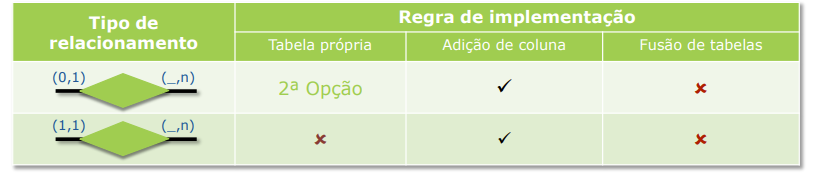 Tipo de
relacionamento
Regra de implementação
Tabela própria
Adição de coluna
Fusão de tabelas
(0,1)
(_,n)
2ª Opção
✓
✘
(1,1)
(_,n)
✘
✓
✘